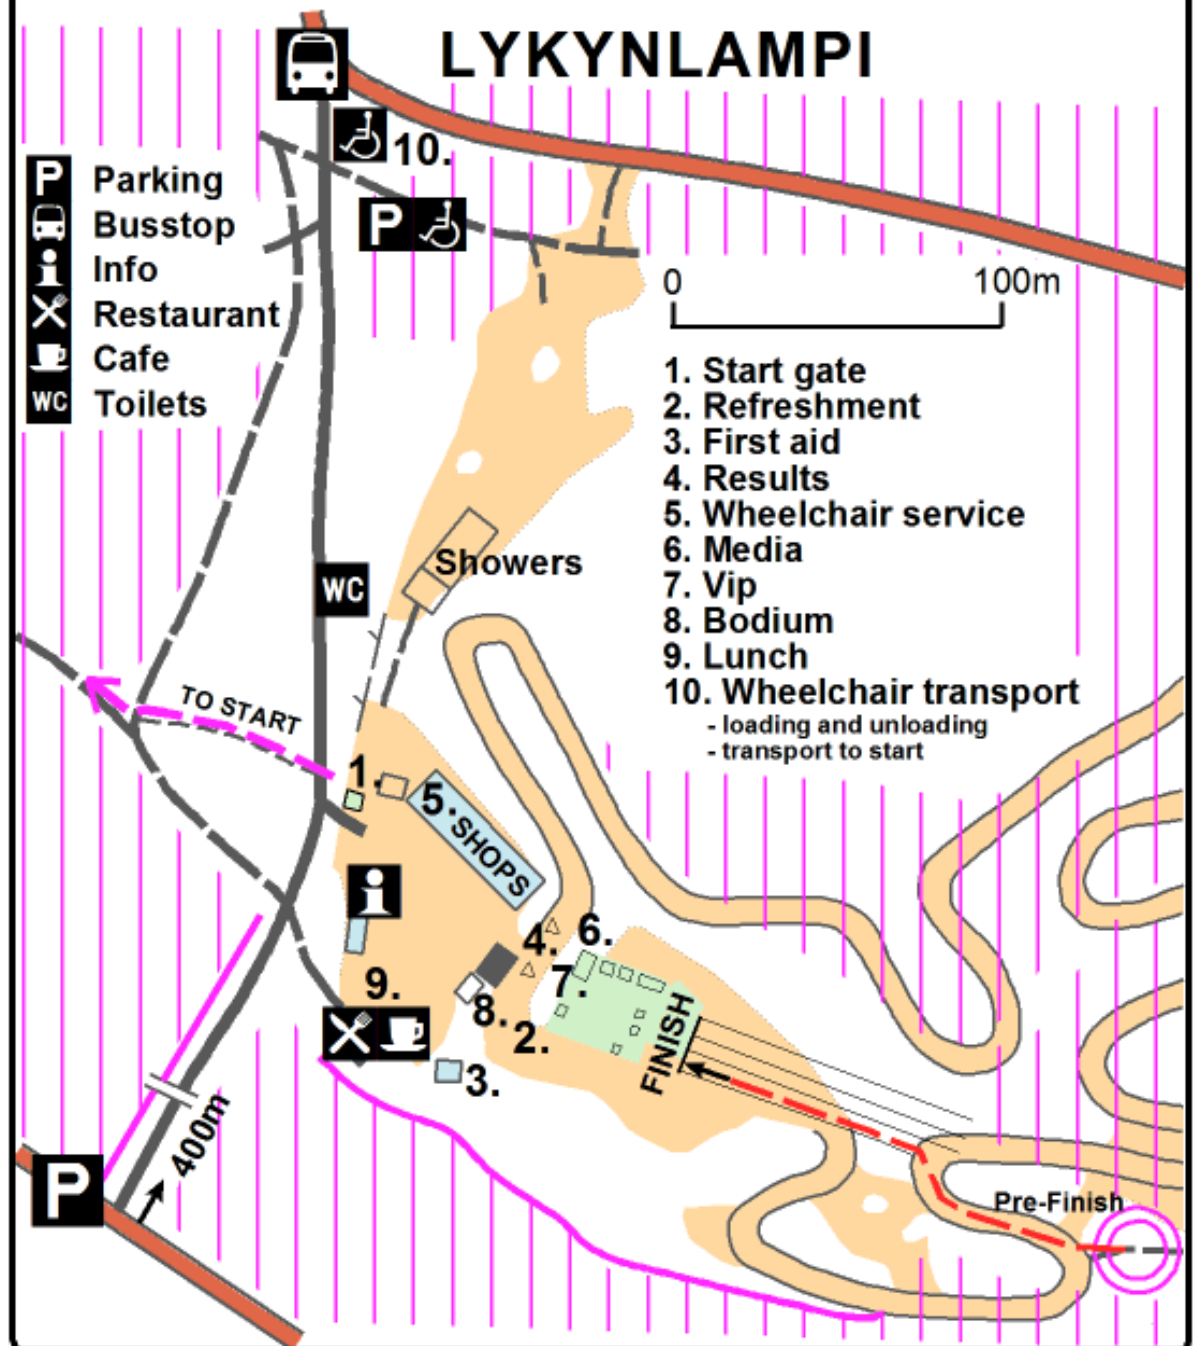 LYKYNLAMPI
10.
P Parking
P
Busstop
Info
0 100m
Restaurant
Cafe
WC Toilets
1. Start gate
2. Refreshment
3. First aid
4. Results
5. Wheelchair service
6. Media
7. Vip
8. Bodium
9. Lunch
10. Wheelchair transport
- loading and unloading
- transport to start
Showers
WC
TO START
1.
5. SHOPS
4.
6.
7.
9.
8.
2.
FINISH
3.
400m
P
Pre-Finish